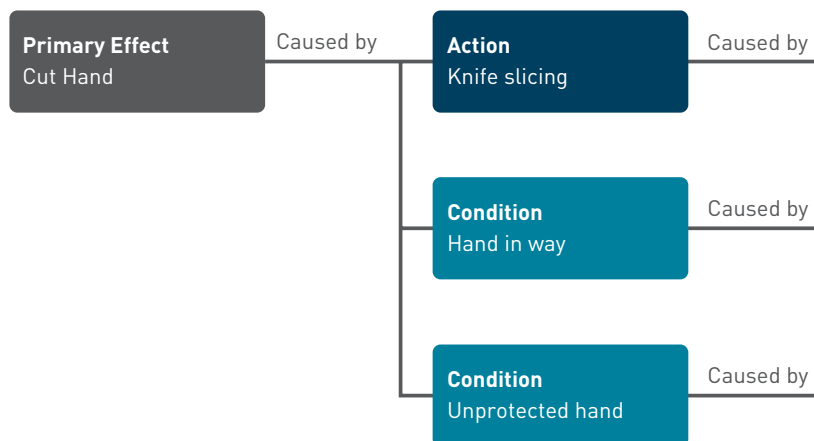 Primary Effect
Cut Hand
Caused by
Action
Knife slicing
Caused by
Condition
Hand in way
Caused by
Condition
Unprotected hand
Caused by